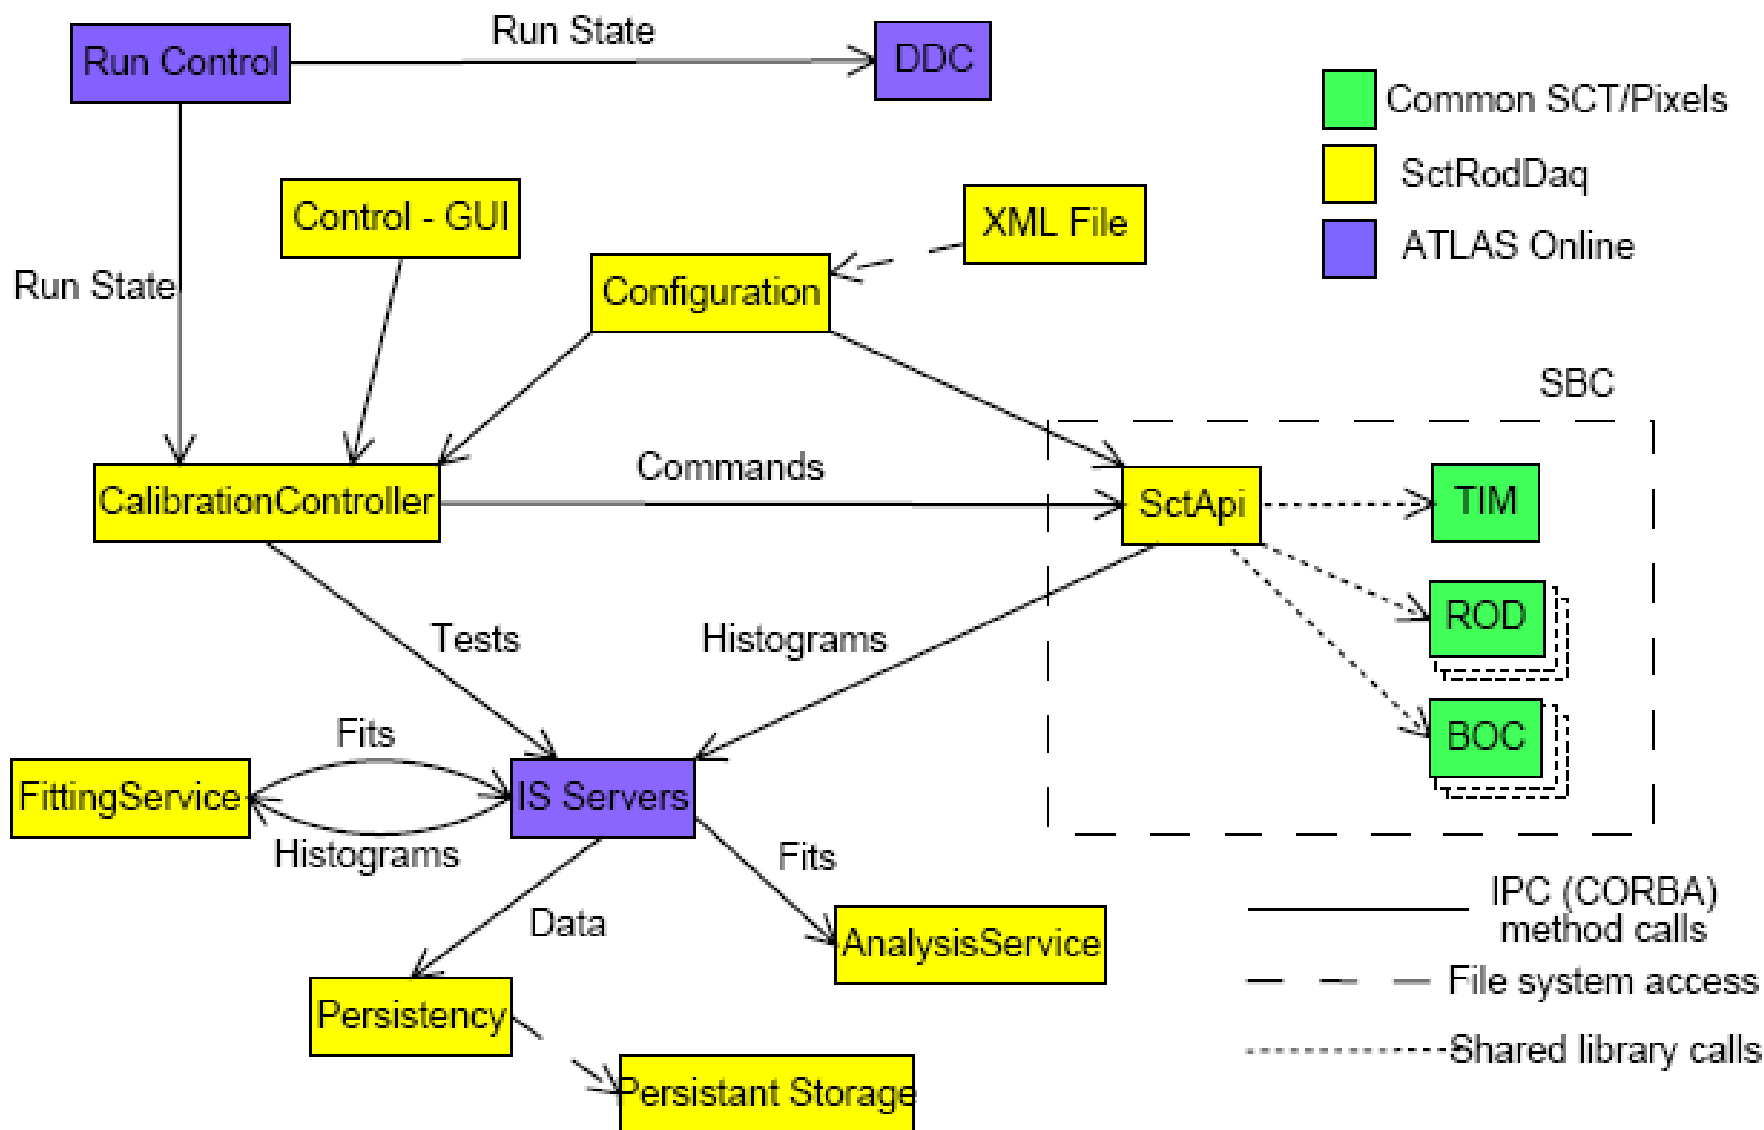 Run State
Run Control
DDC
Common SCT/Pixels
SctRodDaq
ATLAS Online
Control - GUI
XML File
Run State
Configuration
SBC
Commands
CalibrationController
SctApi
TIM
ROD
BOC
Tests
Histograms
Fits
FittingService
IS Servers
Histograms
Fits
Data
AnalysisService
Persistency
Persistant Storage
IPC (CORBA)
method calls
File system access
Shared library calls